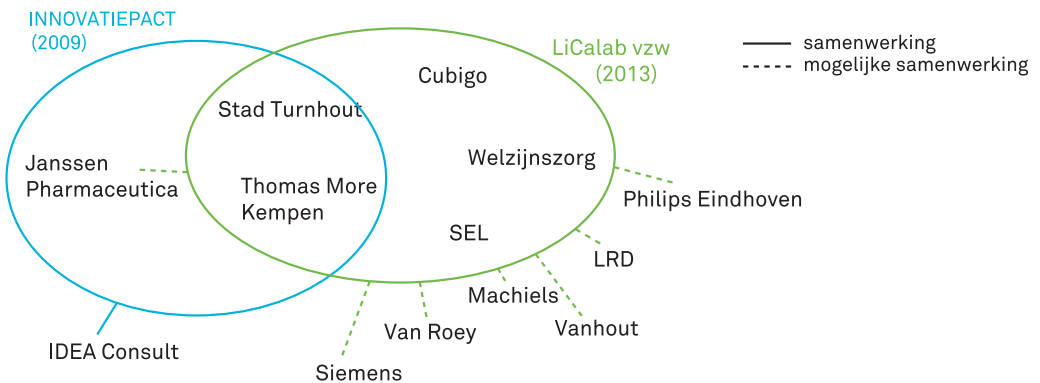 INNOVATIEPACT
(2009)
LiCalab vzw
(2013)
samenwerking
mogelijke samenwerking
Cubigo
Stad Turnhout
Janssen
Pharmaceutica
Welzijnszorg
Thomas More
Kempen
Philips Eindhoven
SEL
LRD
Machiels
Vanhout
Van Roey
IDEA Consult
Siemens